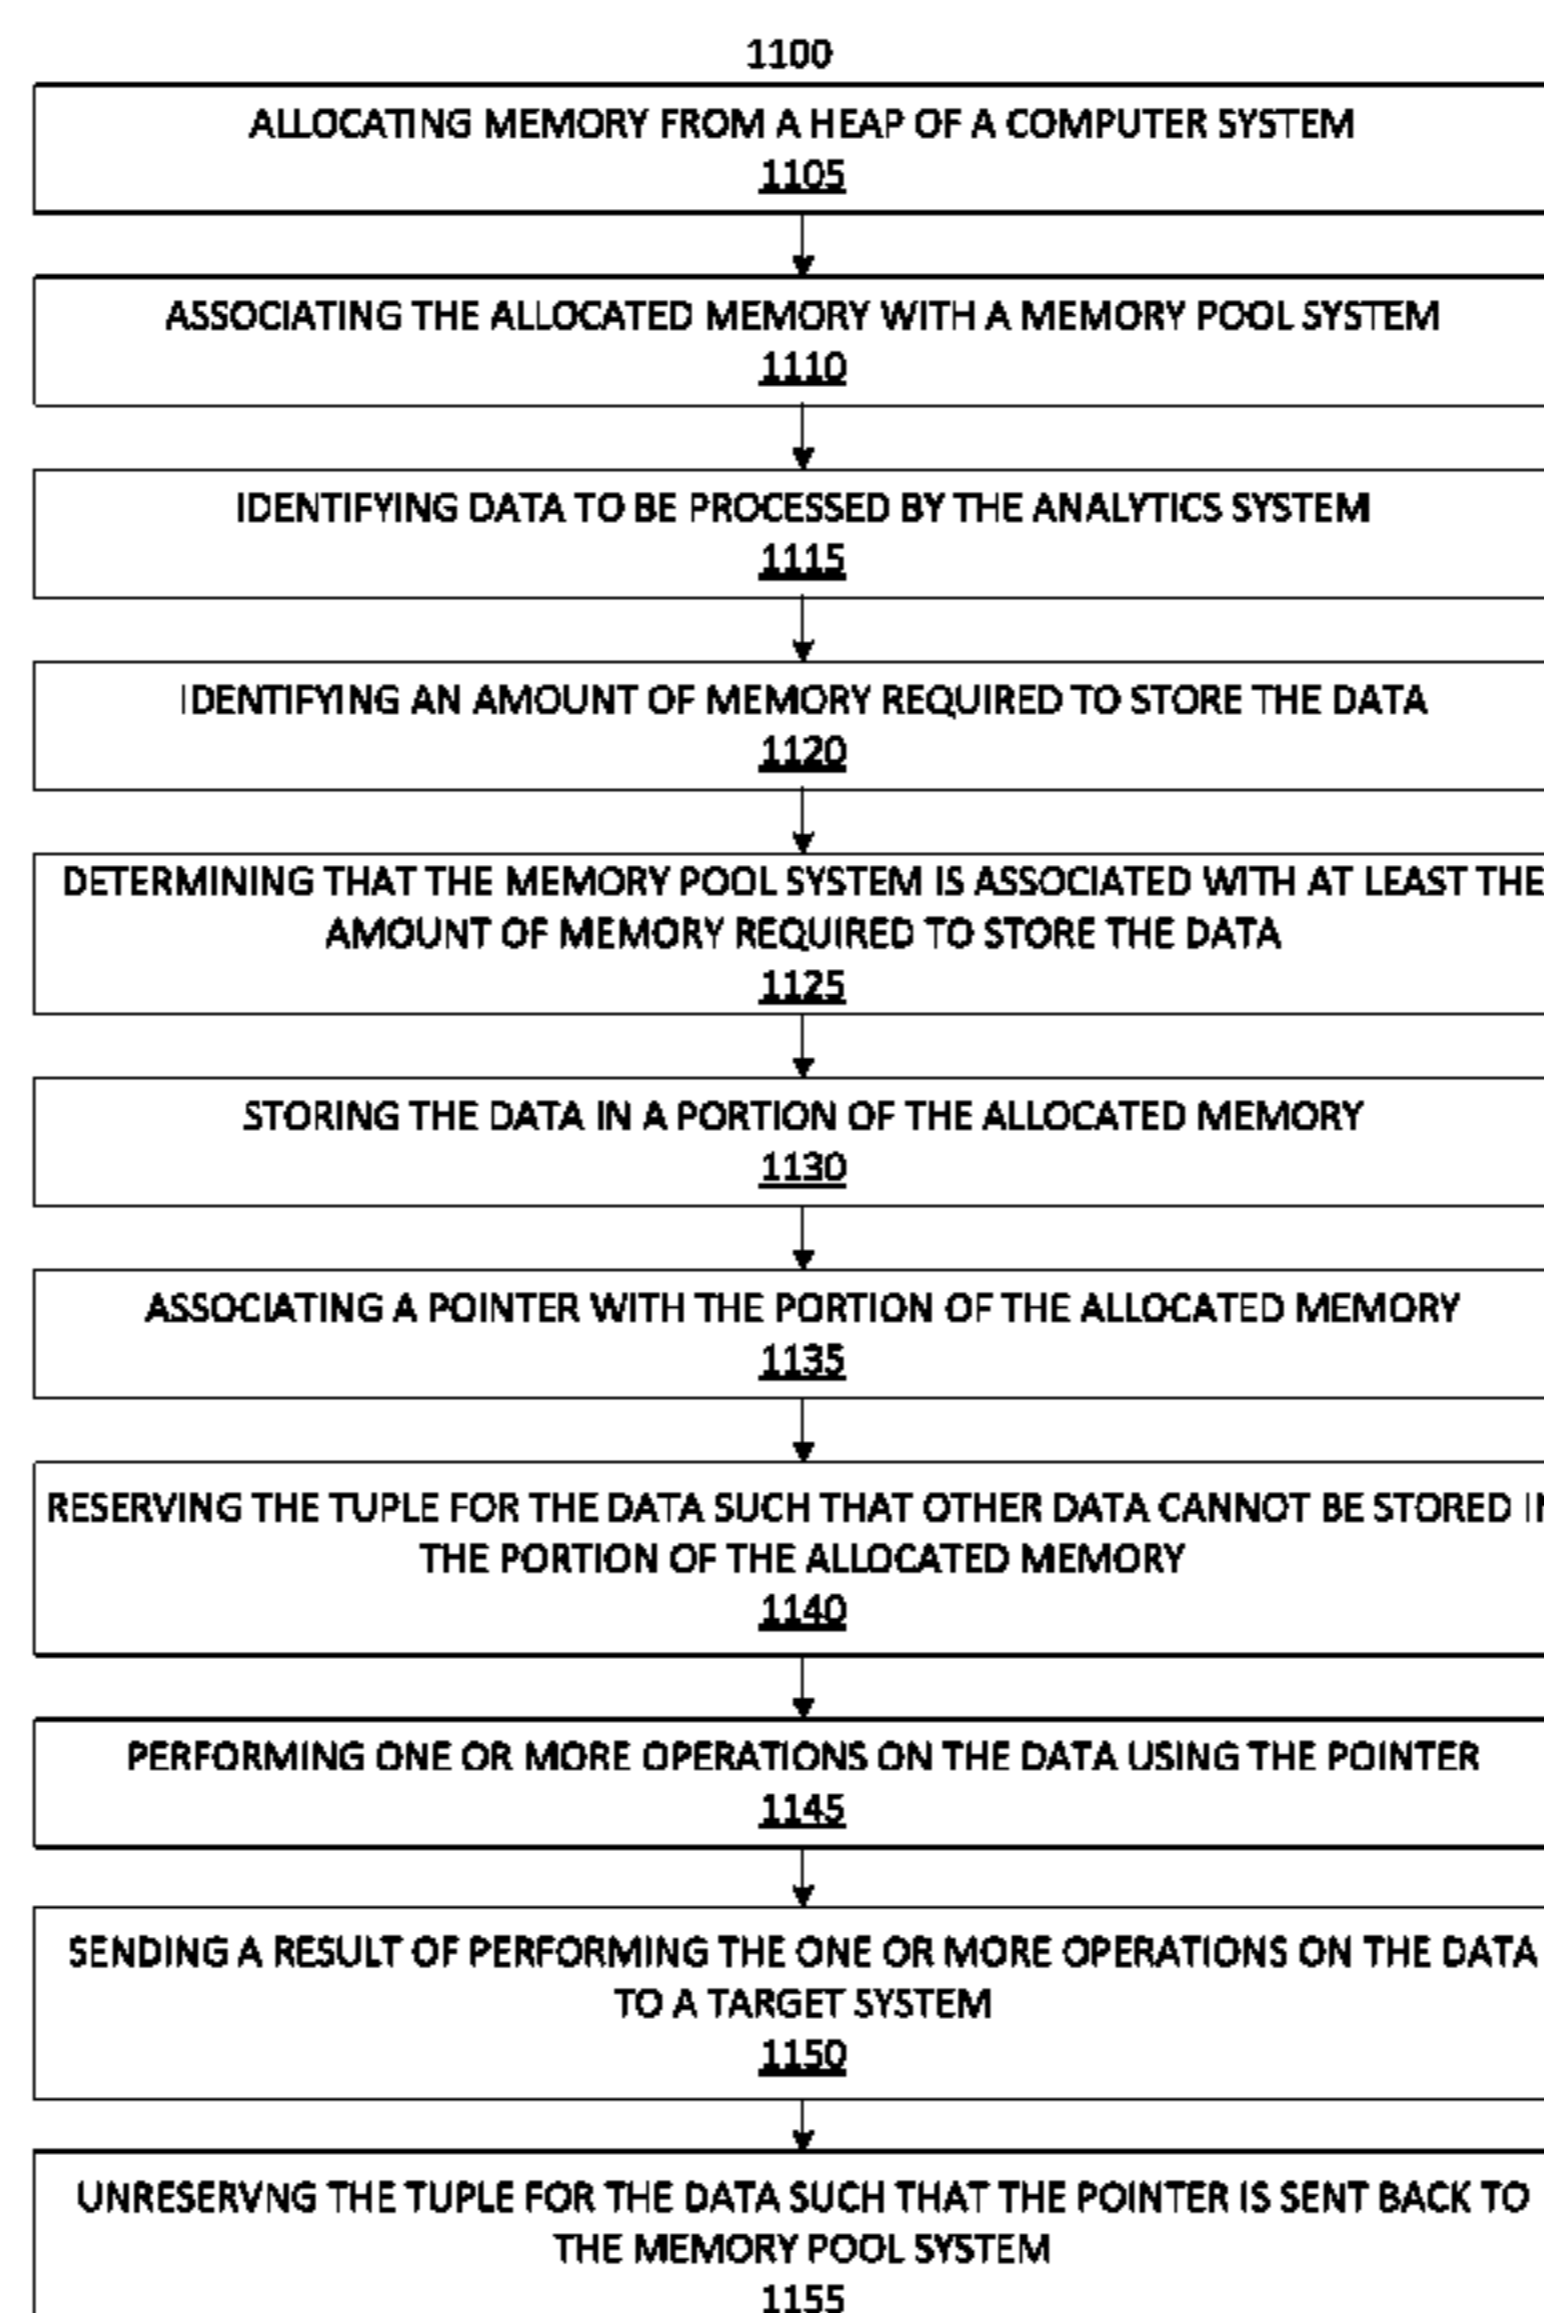 1100
ALLOCATING MEMORY FROM A HEAP OF A COMPUTER SYSTEM
1105
ASSOCIATING THE ALLOCATED MEMORY WITH A MEMORY POOL SYSTEM
1110
IDENTIFYING DATA TO BE PROCESSED BY THE ANALYTICS SYSTEM
1115
IDENTIFYING AN AMOUNT OF MEMORY REQUIRED TO STORE THE DATA
1120
DETERMINING THAT THE MEMORY POOL SYSTEM IS ASSOCIATED WITH AT LEAST THE
AMOUNT OF MEMORY REQUIRED TO STORE THE DATA
1125
STORING THE DATA IN A PORTION OF THE ALLOCATED MEMORY
1130
ASSOCIATING A POINTER WITH THE PORTION OF THE ALLOCATED MEMORY
1135
RESERVING THE TUPLE FOR THE DATA SUCH THAT OTHER DATA CANNOT BE STORED IN
THE PORTION OF THE ALLOCATED MEMORY
1140
PERFORMING ONE OR MORE OPERATIONS ON THE DATA USING THE POINTER
1145
SENDING A RESULT OF PERFORMING THE ONE OR MORE OPERATIONS ON THE DATA
TO A TARGET SYSTEM
1150
UNRESERVNG THE TUPLE FOR THE DATA SUCH THAT THE POINTER IS SENT BACK TO
THE MEMORY POOL SYSTEM
1155